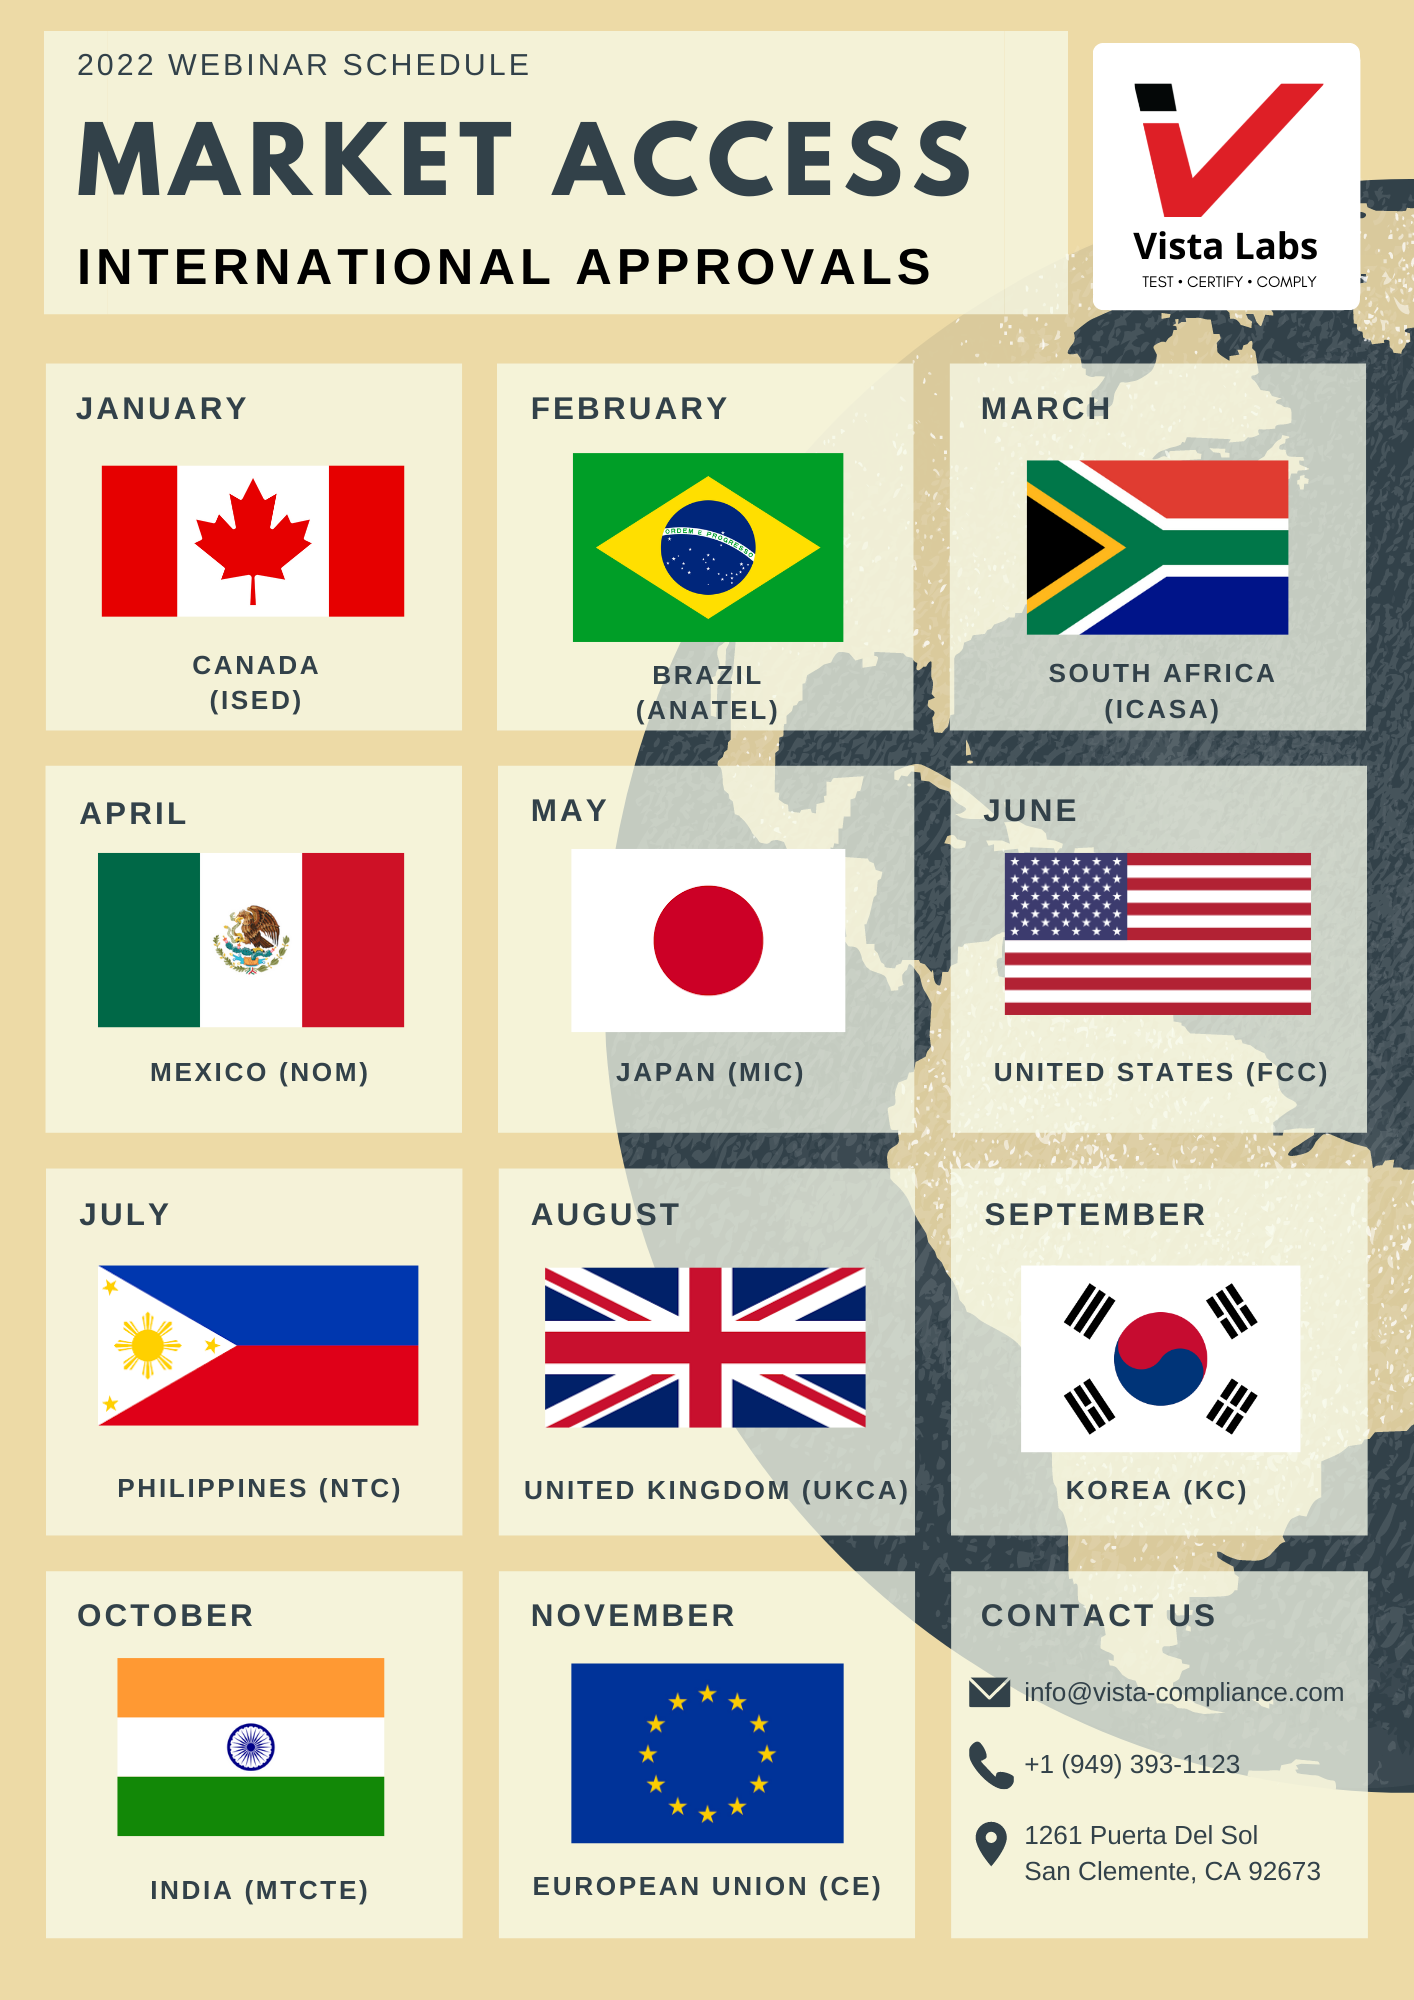 2022 WEBINAR SCHEDULE
MARKET ACCESS
INTERNATIONAL APPROVALS
Vista Labs
TEST • CERTIFY • COMPLY
JANUARY
CANADA
(ISED)
FEBRUARY
ORDEM E PROGRESSO
BRAZIL
(ANATEL)
MARCH
SOUTH AFRICA
(ICASA)
APRIL
MEXICO (NOM)
MAY
JAPAN (MIC)
JUNE
UNITED STATES (FCC)
JULY
PHILIPPINES (NTC)
AUGUST
UNITED KINGDOM (UKCA)
SEPTEMBER
KOREA (KC)
OCTOBER
INDIA (MTCTE)
NOVEMBER
EUROPEAN UNION (CE)
CONTACT US
info@vista-compliance.com
+1 (949) 393-1123
1261 Puerta Del Sol
San Clemente, CA 92673